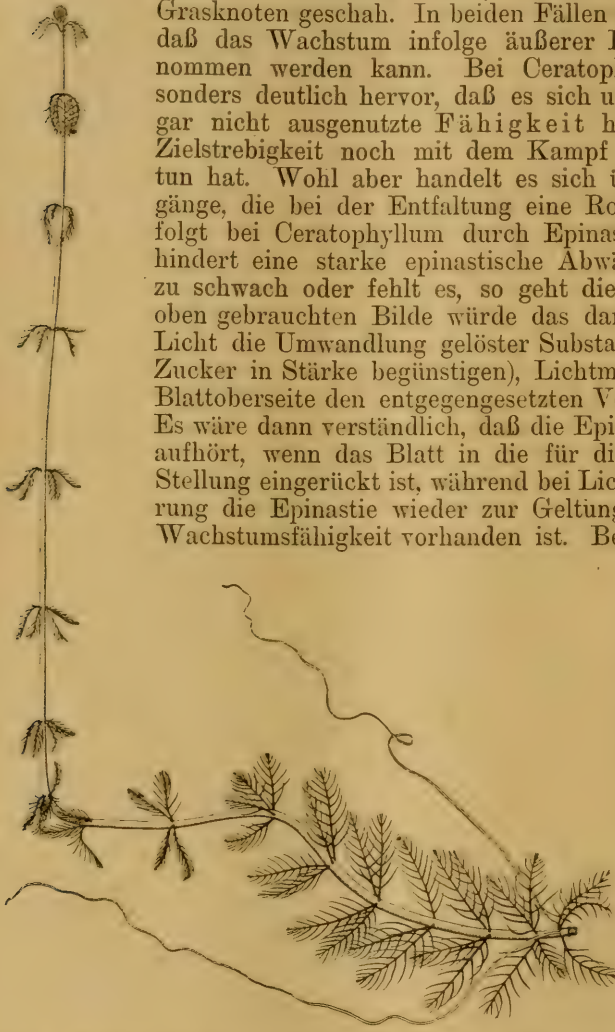 Grasknoten geschah. In beiden Fällen
daß das Wachstum infolge äußerer
nommen werden kann. Bei Ceratop
sonders deutlich hervor, daß es sich u
gar nicht ausgenutzte Fähigkeit h
Zielstrebigkeit noch mit dem Kampf
tun hat. Wohl aber handelt es sich
gänge, die bei der Entfaltung eine Ro
folgt bei Ceratophyllum durch Epinas
hindert eine starke epinastische Abwä
zu schwach oder fehlt es, so geht die
oben gebrauchten Bilde würde das da
Licht die Umwandlung gelöster Substa
Zucker in Stärke begünstigen), Lichtm
Blattoberseite den entgegengesetzten V
Es wäre dann verständlich, daß die Epi
aufhört, wenn das Blatt in die für di
Stellung eingerückt ist, während bei Lic
rung die Epinastie wieder zur Geltung
Wachstumsfähigkeit vorhanden ist. Be